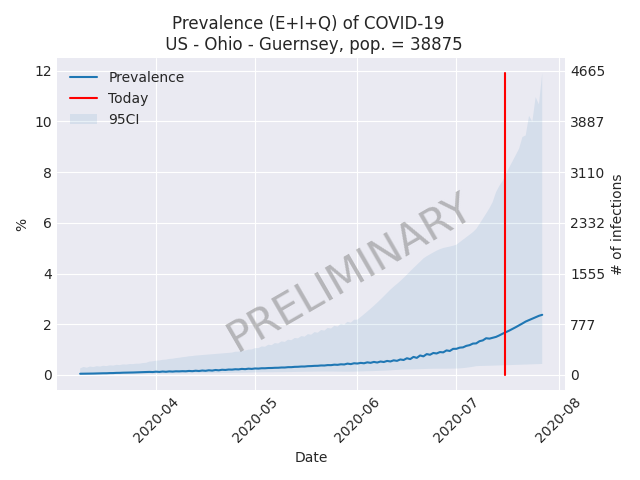 Prevalence (E+I+Q) of COVID-19
US - Ohio - Guernsey, pop. = 38875
Prevalence
Today
95CI
PRELIMINARY
12
10
8
6
4
2
0
%
4665
3887
3110
2332
1555
777
0
# of infections
2020-04
2020-05
2020-06
2020-07
2020-08
Date